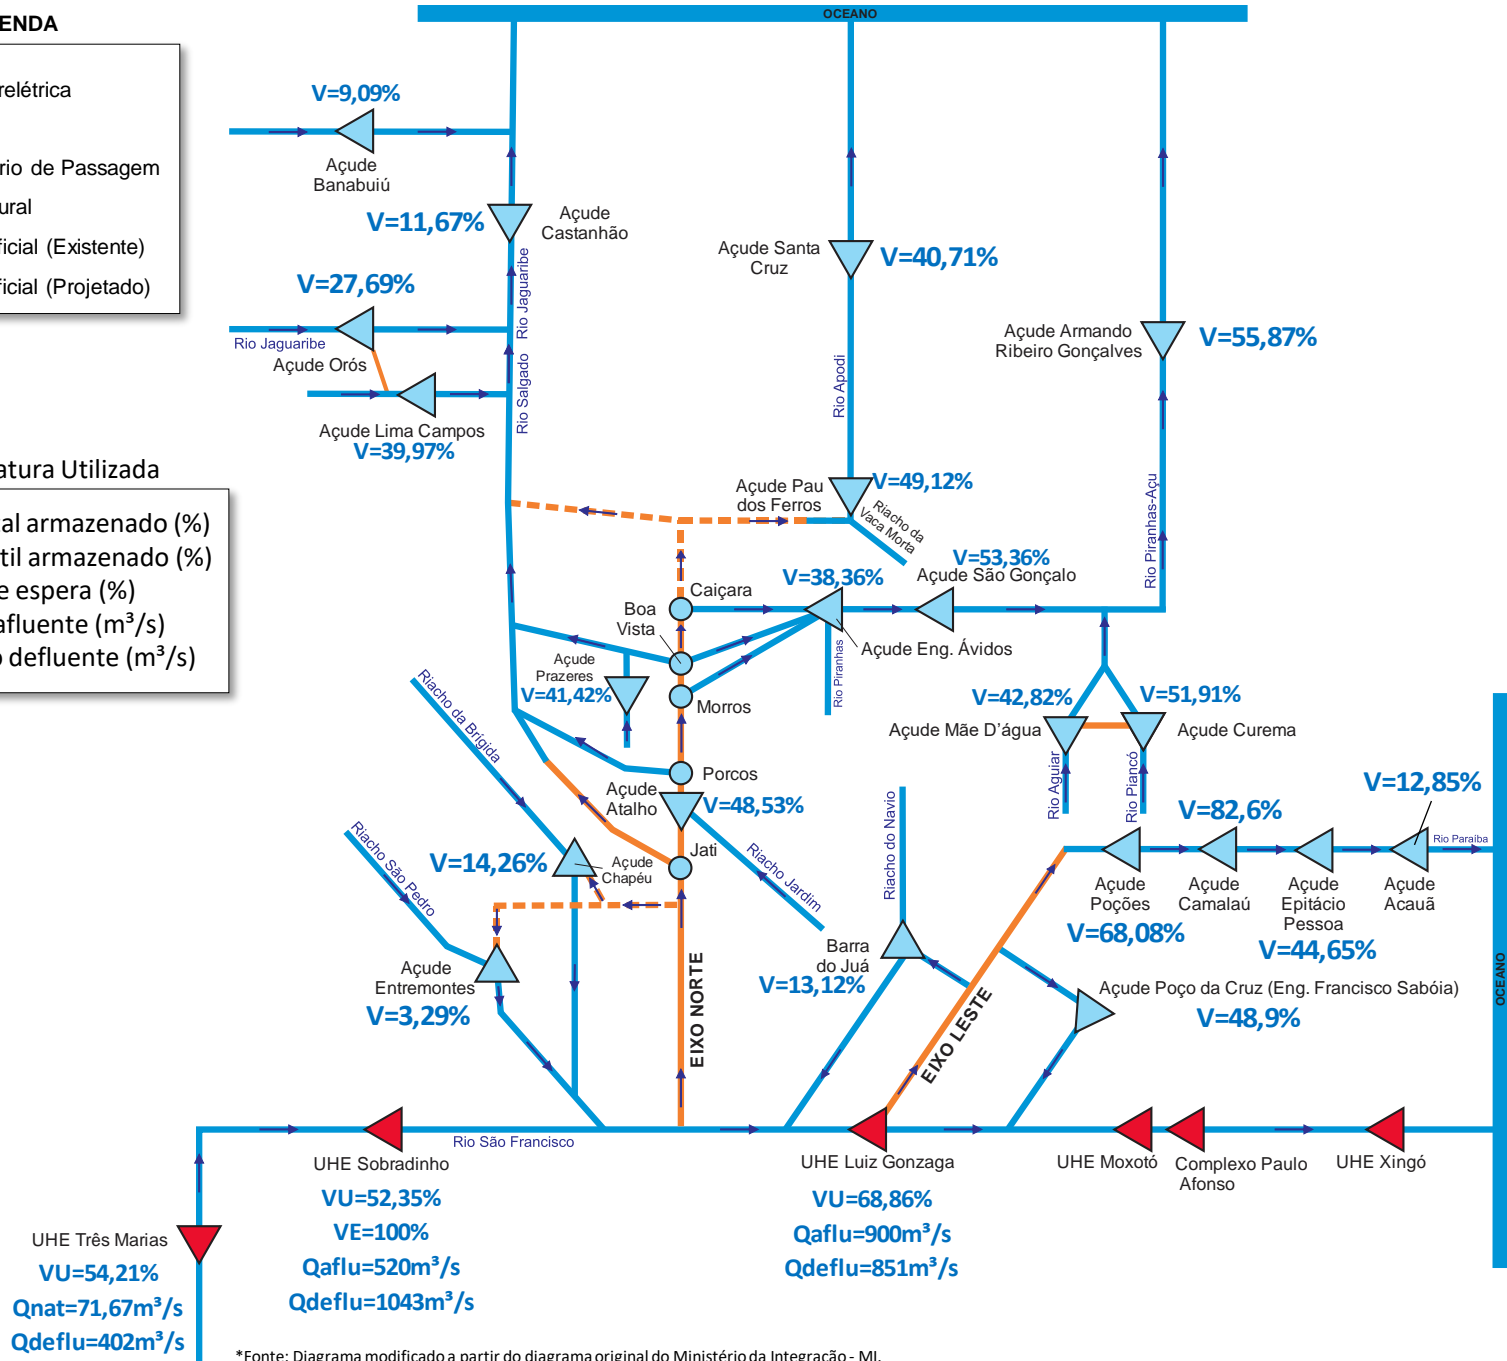 OCEANO
ENDA
relétrica
rio de Passagem
ural
ficial (Existente)
ficial (Projetado)
V=9,09%
Açude
Banabuiú
V=11,67%
Açude
Castanhão
Açude Santa
Cruz
V=40,71%
V=27,69%
Rio Jaguaribe
Rio Jaguaribe
Açude Orós
Açude Armando
Ribeiro Gonçalves
V=55,87%
Rio Salgado
Rio Apodi
Açude Lima Campos
V=39,97%
atura Utilizada
tal armazenado (%)
til armazenado (%)
e espera (%)
afluente (m³/s)
o defluente (m³/s)
Açude Pau
dos Ferros
V=49,12%
Riacho da
Vaca Morta
Rio Piranhas-Açu
V=53,36%
V=38,36%
Açude São Gonçalo
Caiçara
Boa
Vista
Açude Eng. Ávidos
Açude
Prazeres
V=41,42%
Rio Piranhas
Morros
Riacho da Brígida
V=42,82%
V=51,91%
Açude Mãe D'água
Açude Curema
Porcos
Açude
Atalho
V=48,53%
Rio Aguiar
Rio Piancó
V=12,85%
V=82,6%
Riacho do Navio
Rio Paraíba
Jati
Riacho Jardim
V=14,26%
Açude
Chapéu
Riacho São Pedro
Açude
Poções
Açude
Camalaú
Açude
Epitácio
Pessoa
Açude
Acauã
V=68,08%
V=44,65%
Barra
do Juá
V=13,12%
Açude
Entremontes
V=3,29%
EIXO NORTE
EIXO LESTE
Açude Poço da Cruz (Eng. Francisco Sabóia)
V=48,9%
OCEANO
Rio São Francisco
UHE Sobradinho
VU=52,35%
VE=100%
Qaflu=520m³/s
Qdeflu=1043m³/s
UHE Luiz Gonzaga
VU=68,86%
Qaflu=900m³/s
Qdeflu=851m³/s
UHE Moxotó
Complexo Paulo
Afonso
UHE Xingó
UHE Três Marias
VU=54,21%
Qnat=71,67m³/s
Qdeflu=402m³/s
*Fonte: Diagrama modificado a partir do diagrama original do Ministério da Integração - MI.